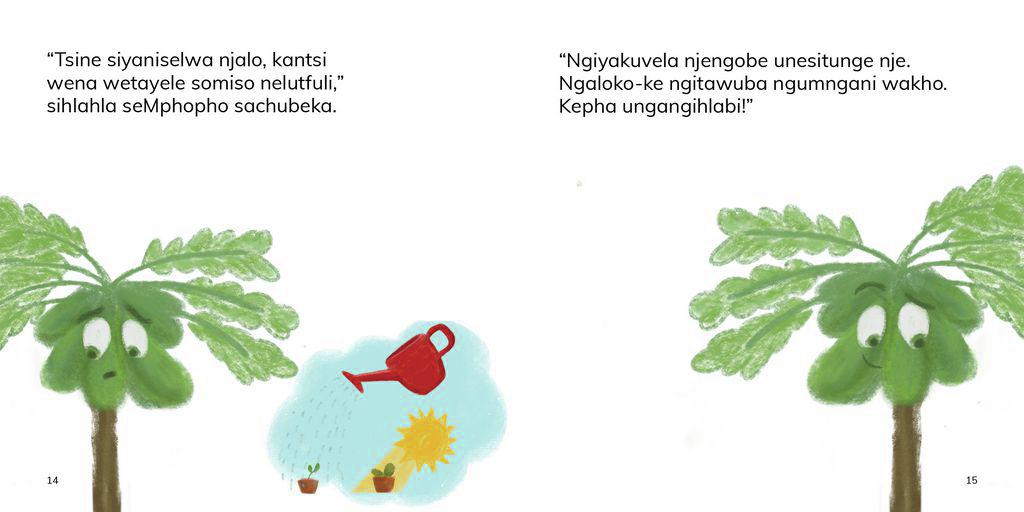 “Tsine siyaniselwa njalo, kantsi
wena wetayele somiso nelutfuli,”
sihlahla seMphopho sachubeka.
14
“Ngiyakuvela njengobe unesitunge nje.
Ngaloko-ke ngitawuba ngumngani wakho.
Kepha ungangihlabi!”
15